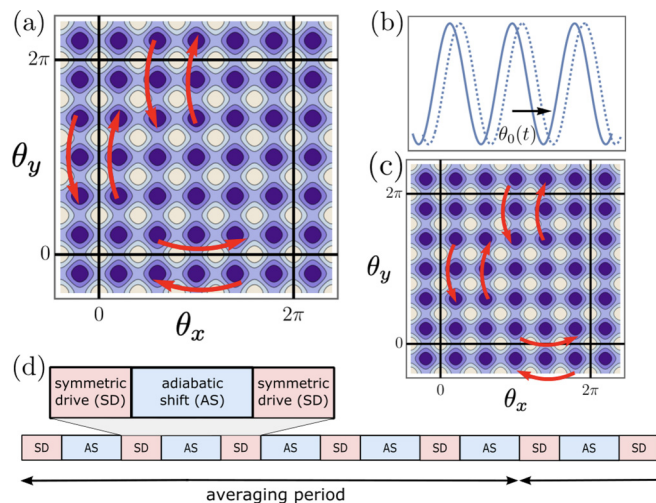 (a)
2π
θy
0
0
2π
θx
(b)
θ0(t)
(c)
2π
θy
0
0
2π
θx
(d)
symmetric drive (SD)
adiabatic shift (AS)
symmetric drive (SD)
SD AS SD AS SD AS SD AS SD AS SD AS SD
averaging period